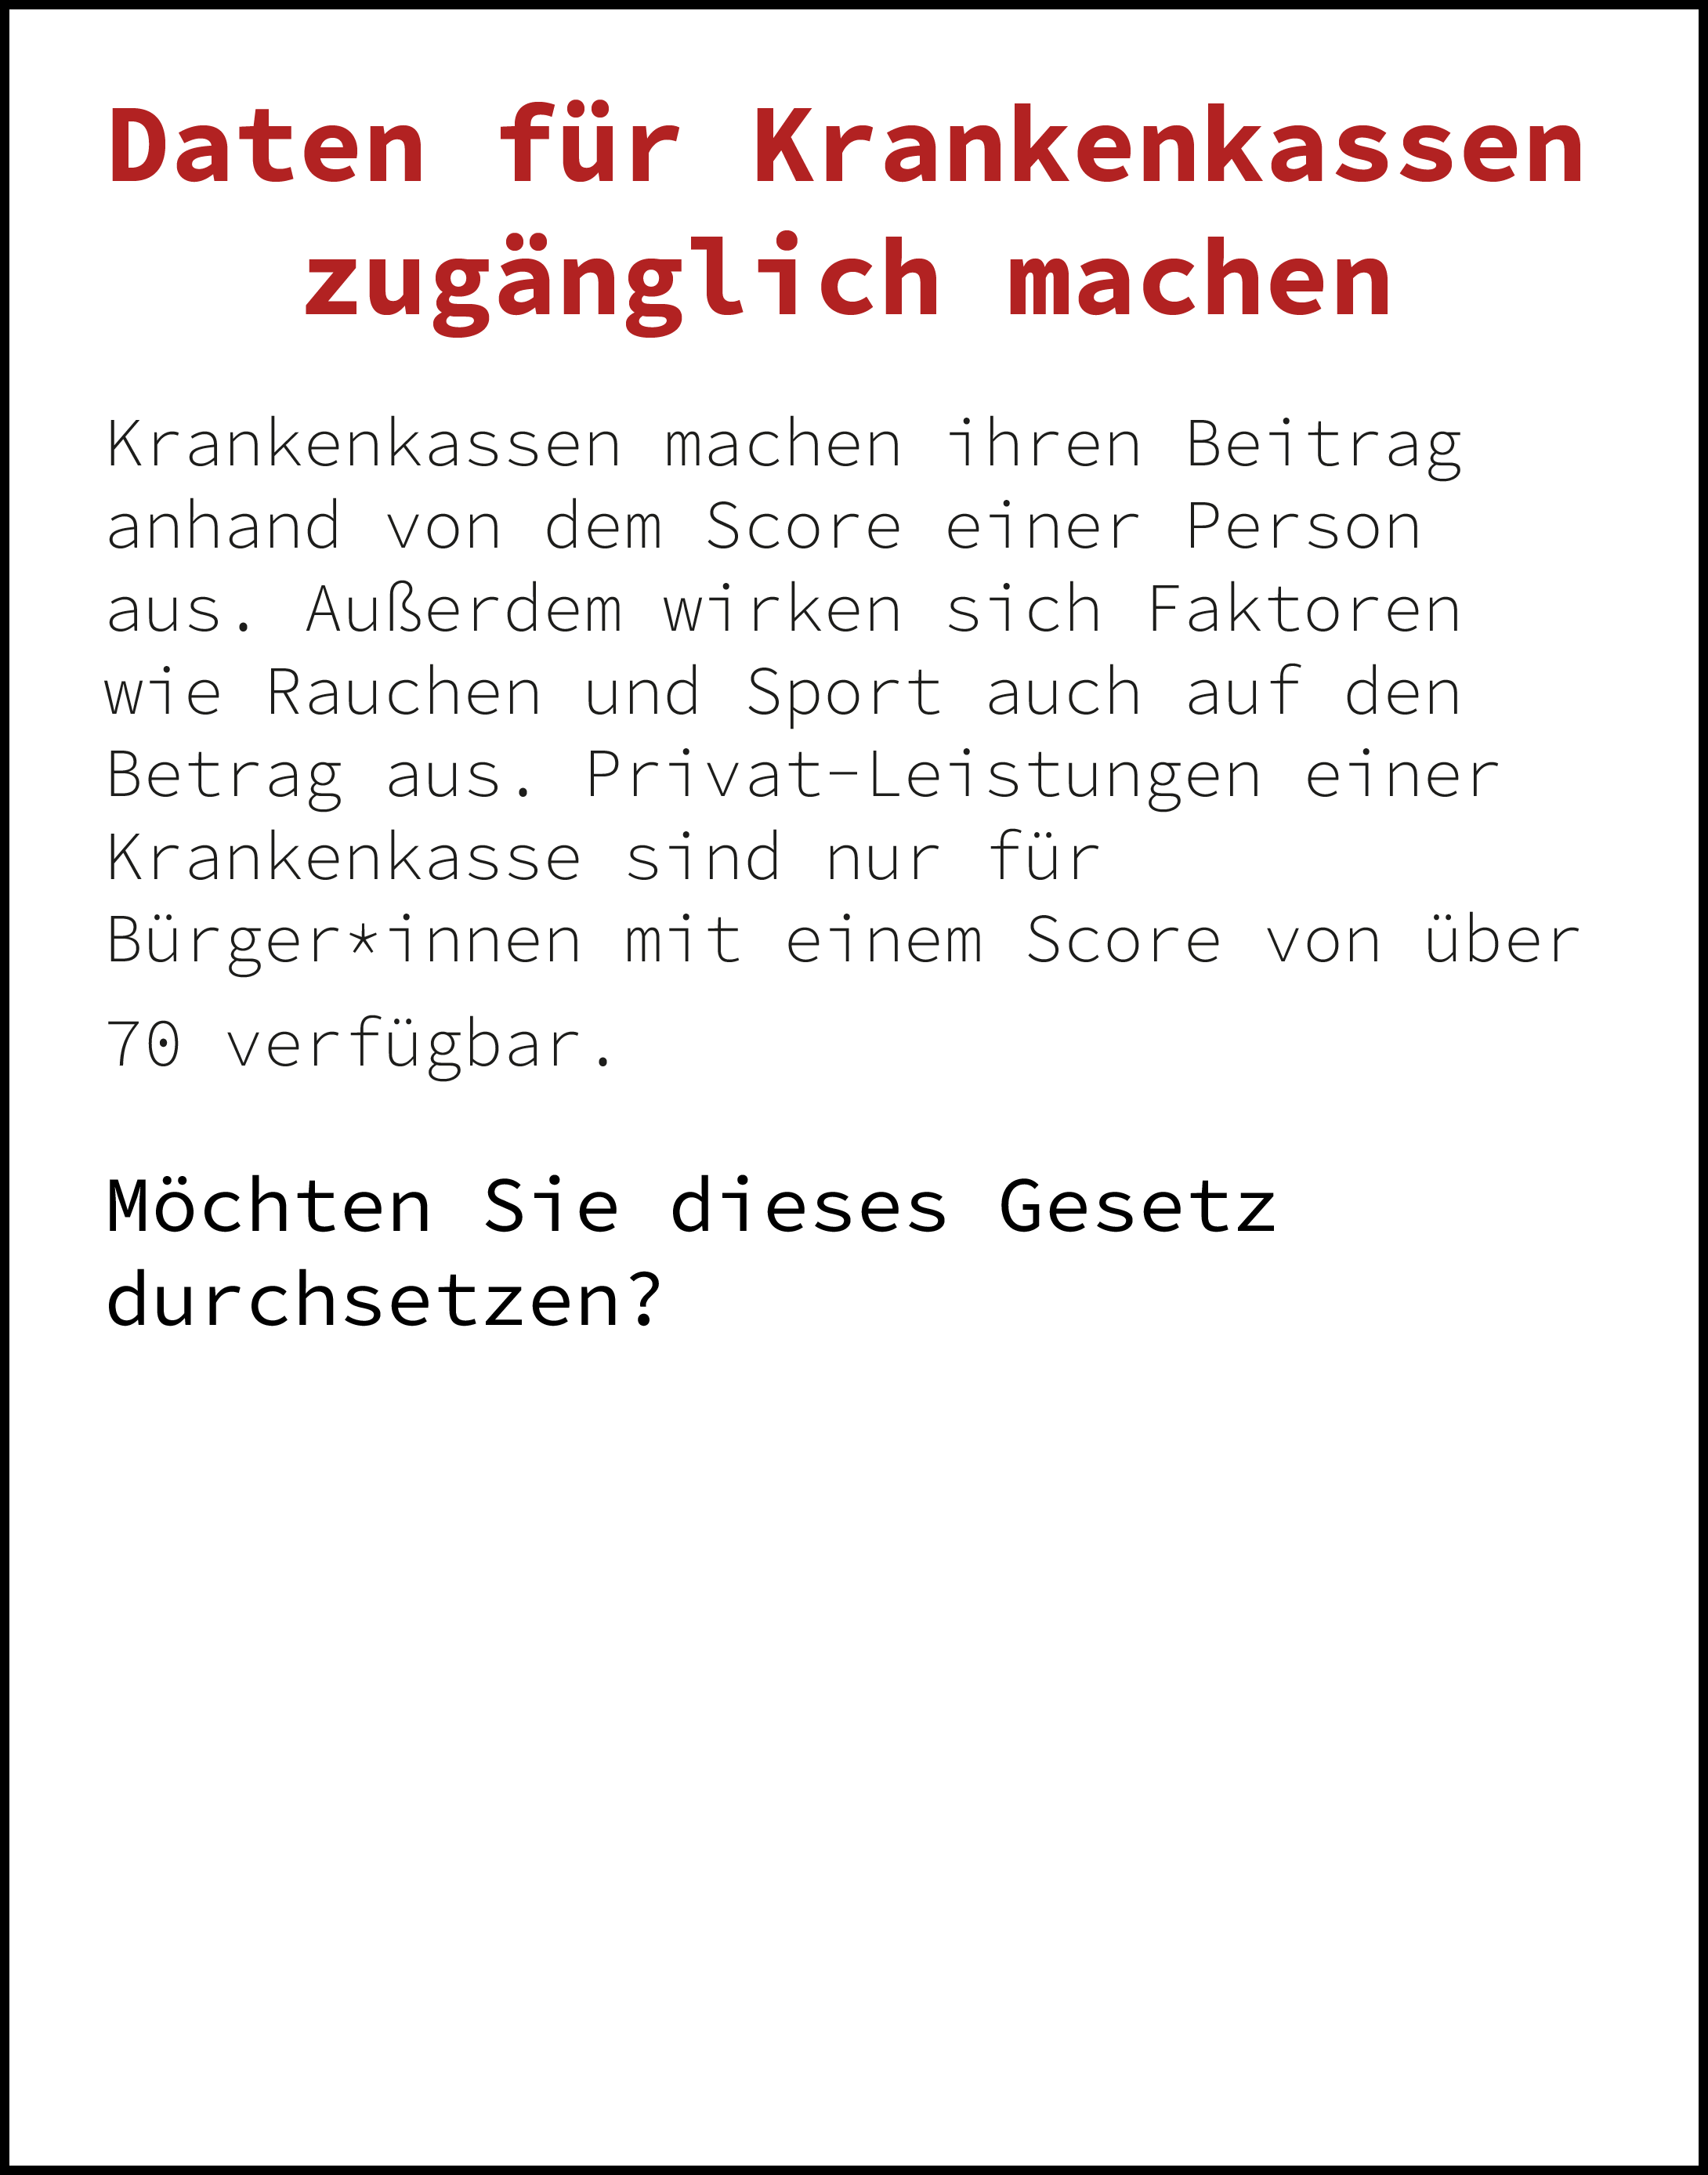 Daten für Krankenkassen
zugänglich machen
Krankenkassen machen ihren Beitrag
anhand von dem Score einer Person
aus. Außerdem wirken sich Faktoren
wie Rauchen und Sport auch auf den
Betrag aus. Privat-Leistungen einer
Krankenkasse sind nur für
Bürger*innen mit einem Score von über
70 verfügbar.
Möchten Sie dieses Gesetz
durchsetzen?